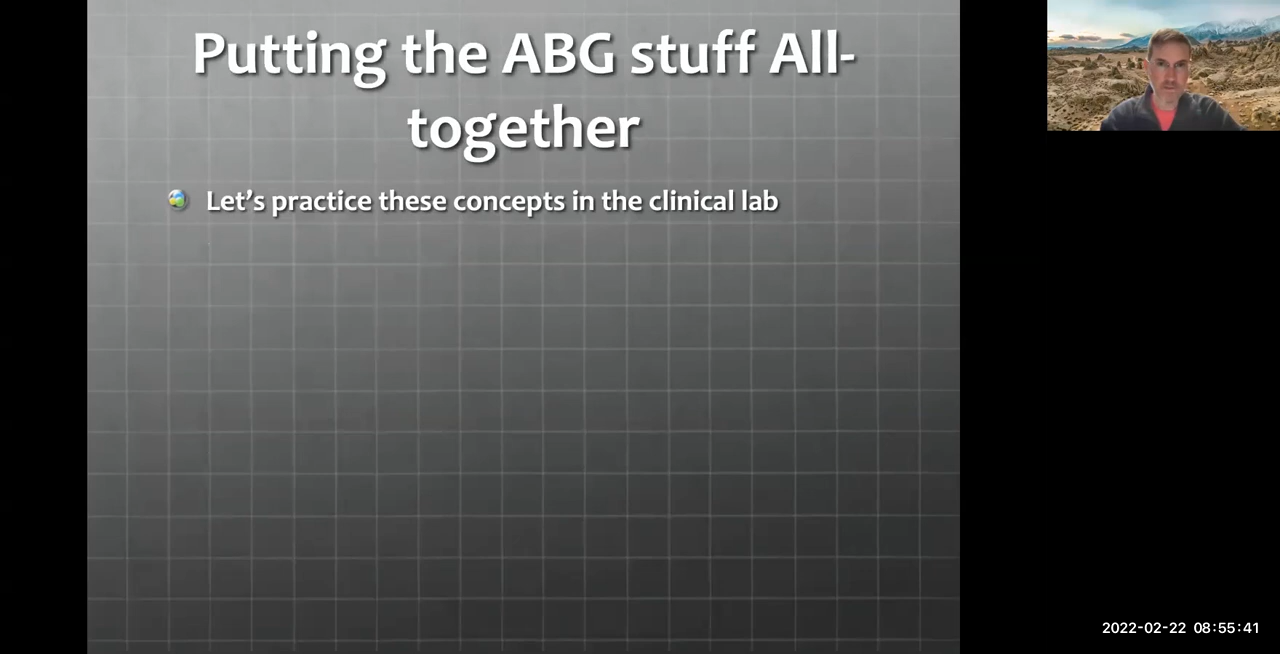 Putting the ABG stuff All-
together
Let's practice these concepts in the clinical lab
2022-02-22 08:55:41